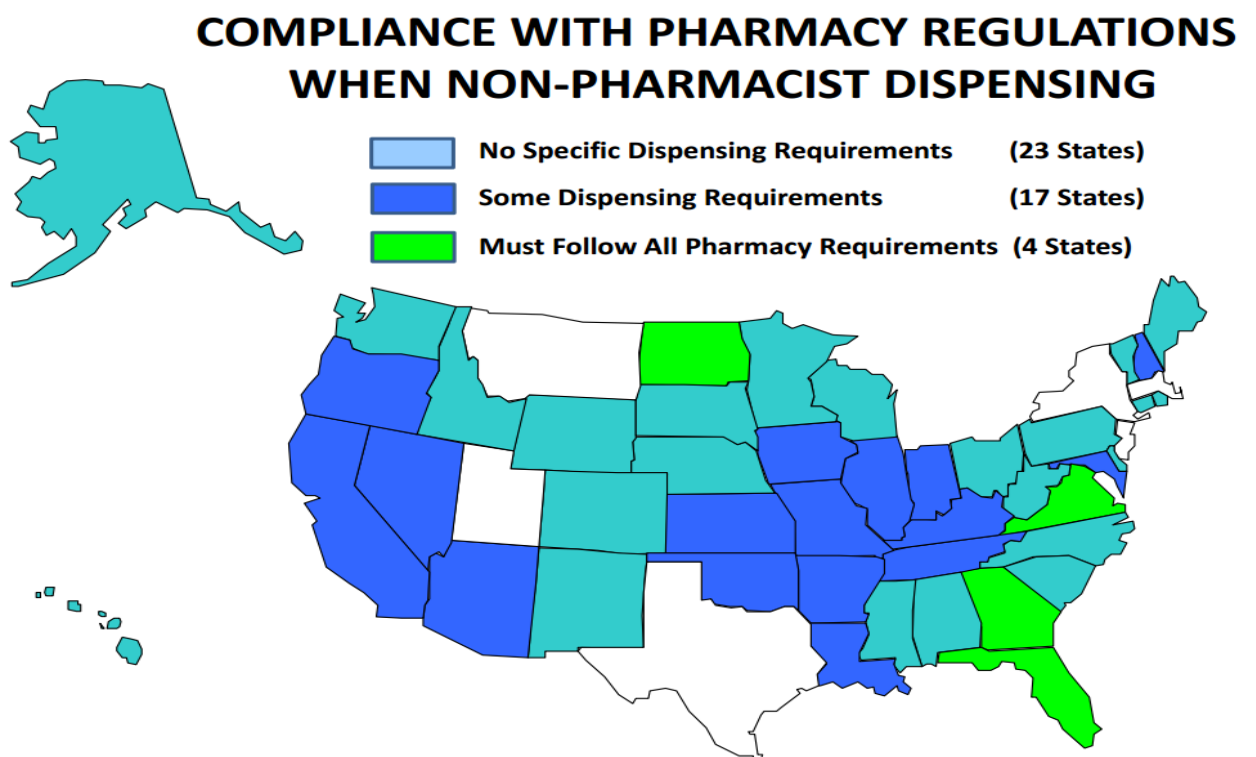 COMPLIANCE WITH PHARMACY REGULATIONS
WHEN NON-PHARMACIST DISPENSING
No Specific Dispensing Requirements (23 States)
Some Dispensing Requirements (17 States)
Must Follow All Pharmacy Requirements (4 States)